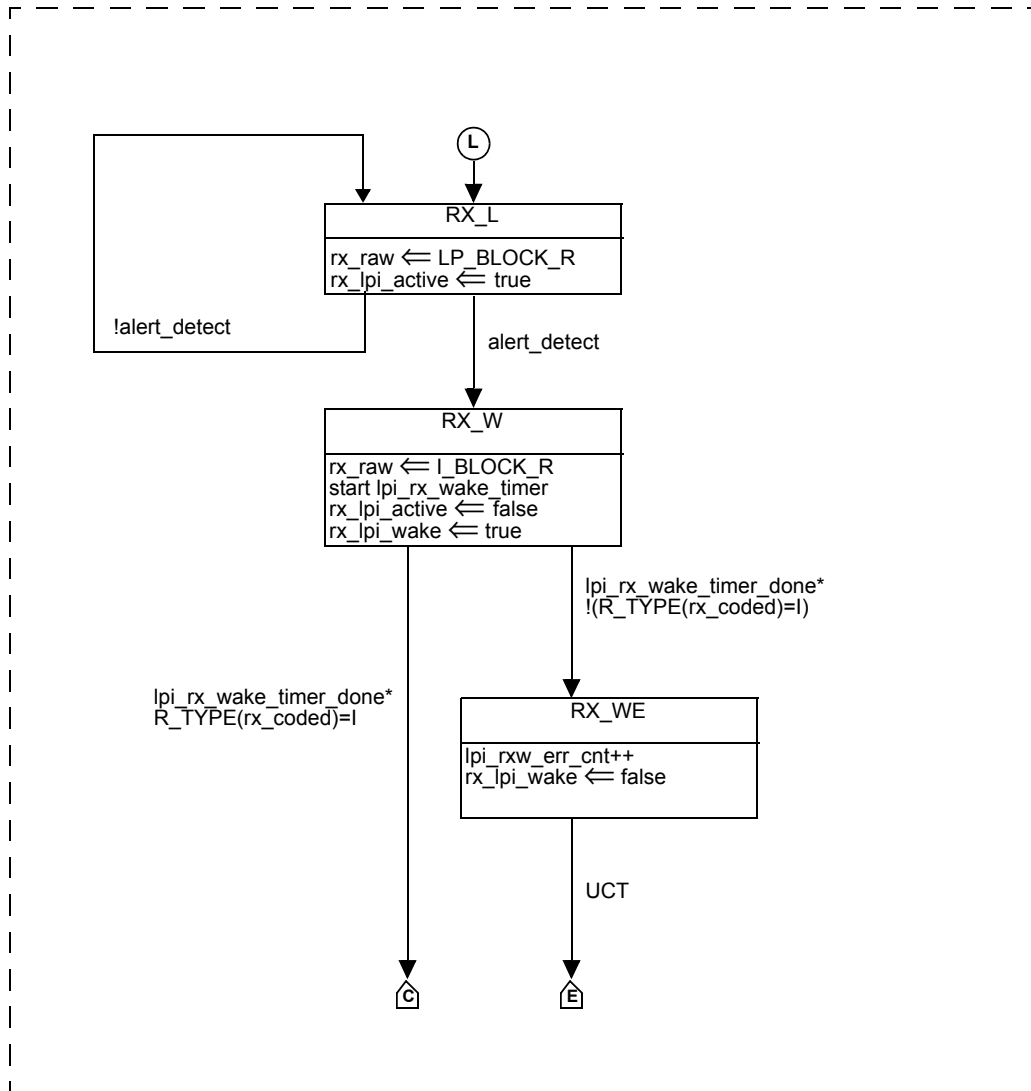 L
RX_L
rx_raw ⇐ LP_BLOCK_R
rx_lpi_active ⇐ true
!alert_detect
alert_detect
RX_W
rx_raw ⇐ I_BLOCK_R
start lpi_rx_wake_timer
rx_lpi_active ⇐ false
rx_lpi_wake ⇐ true
lpi_rx_wake_timer_done*
!(R_TYPE(rx_coded)=I)
lpi_rx_wake_timer_done*
R_TYPE(rx_coded)=I
RX_WE
lpi_rxw_err_cnt++
rx_lpi_wake ⇐ false
UCT
C
E